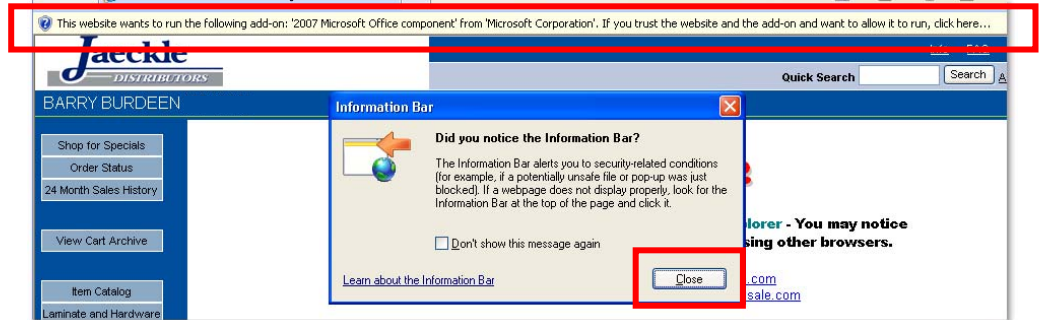 This website wants to run the following add-on: '2007 Microsoft Office component' from 'Microsoft Corporation'. If you trust the website and the add-on and want to allow it to run, click here...
Jaeckle
DISTRIBUTORS
Quick Search
Search
A
BARRY BURDEEN
Information Bar
Shop for Specials
Order Status
24 Month Sales History
View Cart Archive
Item Catalog
Laminate and Hardware
Did you notice the Information Bar?
The Information Bar alerts you to security-related conditions
(for example, if a potentially unsafe file or pop-up was just
blocked). If a webpage does not display properly, look for the
Information Bar at the top of the page and click it.
Don't show this message again
Learn about the Information Bar
Close
lorer - You may notice
sing other browsers.
.com
sale.com